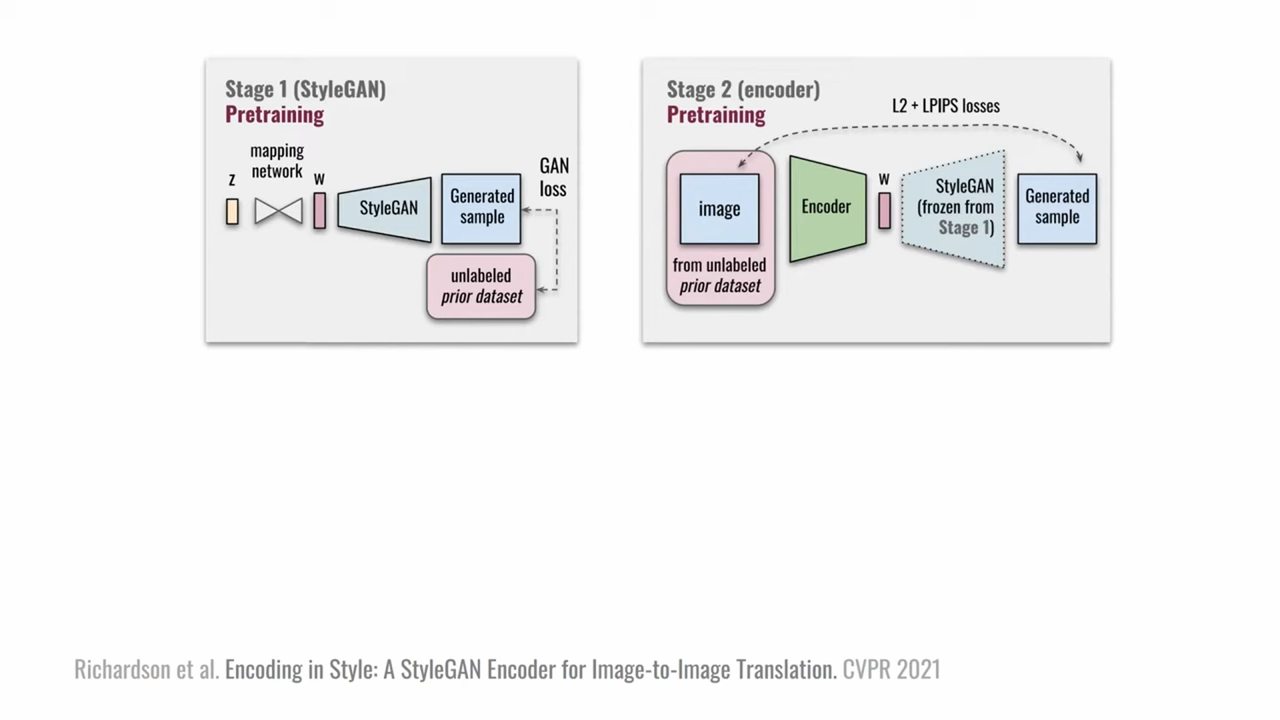 Stage 1 (StyleGAN)
Pretraining
mapping
network
z
w
StyleGAN
Generated
sample
GAN
loss
unlabeled
prior dataset
Stage 2 (encoder)
Pretraining
L2 + LPIPS losses
image
from unlabeled
prior dataset
Encoder
w
StyleGAN
(frozen from
Stage 1)
Generated
sample
Richardson et al. Encoding in Style: A StyleGAN Encoder for Image-to-Image Translation. CVPR 2021